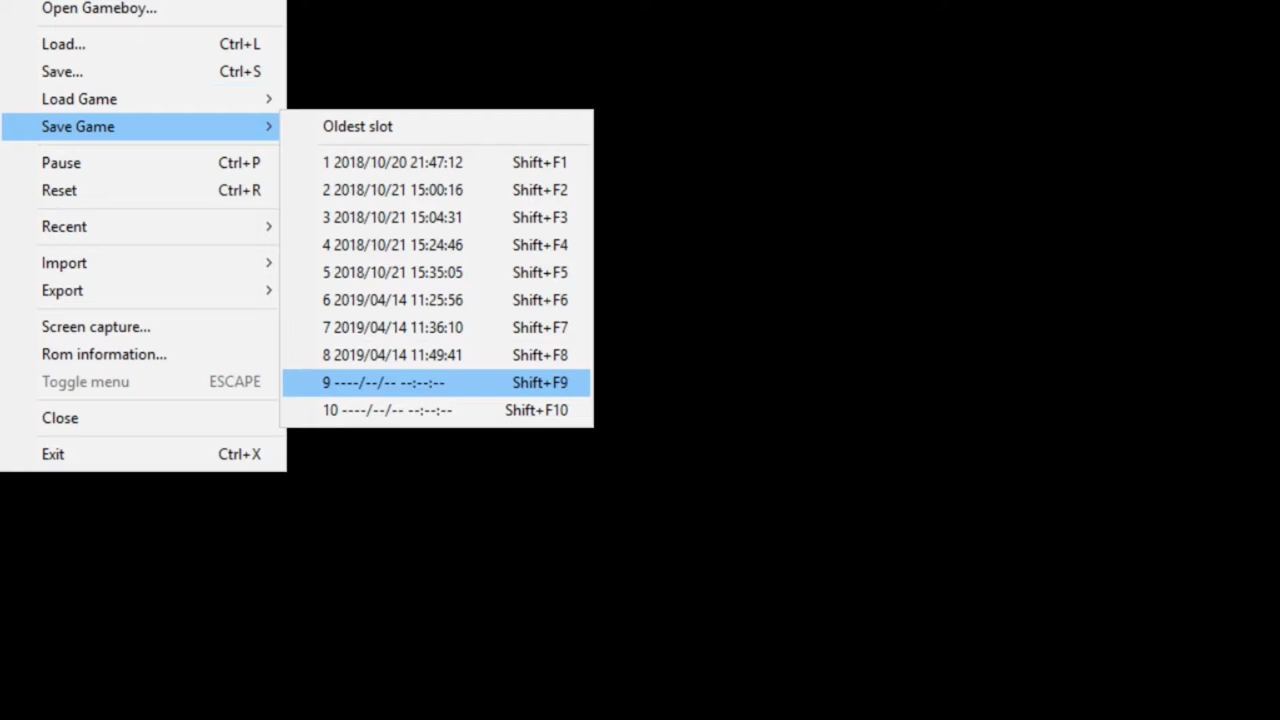 Open Gameboy...
Load... Ctrl+L
Save... Ctrl+S
Load Game
Save Game
Pause Ctrl+P
Reset Ctrl+R
Recent
Import
Export
Screen capture...
Rom information...
Toggle menu ESCAPE
Close
Exit Ctrl+X
Oldest slot
1 2018/10/20 21:47:12 Shift+F1
2 2018/10/21 15:00:16 Shift+F2
3 2018/10/21 15:04:31 Shift+F3
4 2018/10/21 15:24:46 Shift+F4
5 2018/10/21 15:35:05 Shift+F5
6 2019/04/14 11:25:56 Shift+F6
7 2019/04/14 11:36:10 Shift+F7
8 2019/04/14 11:49:41 Shift+F8
9 ----/--/-- --:--:-- Shift+F9
10 ----/--/-- --:--:-- Shift+F10